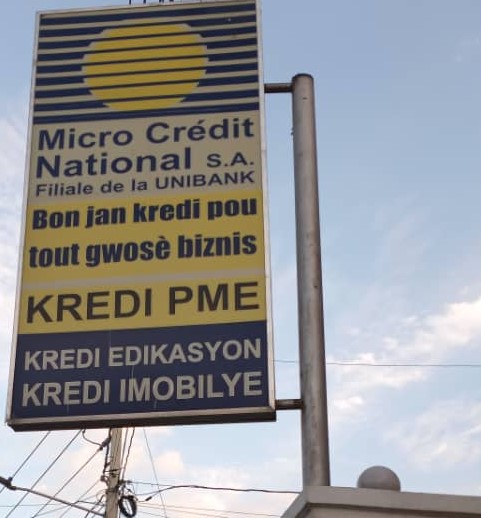 Micro Crédit
National S.A.
Filiale de la UNIBANK
Bon jan kredi pou
tout gwosè biznis
KREDI PME
KREDI EDIKASYON
KREDI IMOBILYE